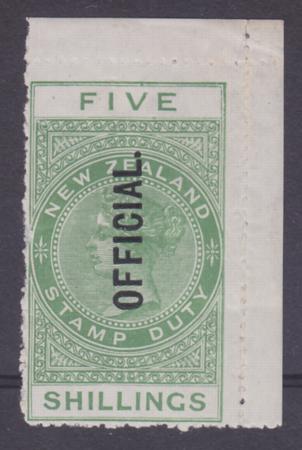 FIVE
NEW ZEALAND
OFFICIAL.
STAMP DUTY
SHILLINGS